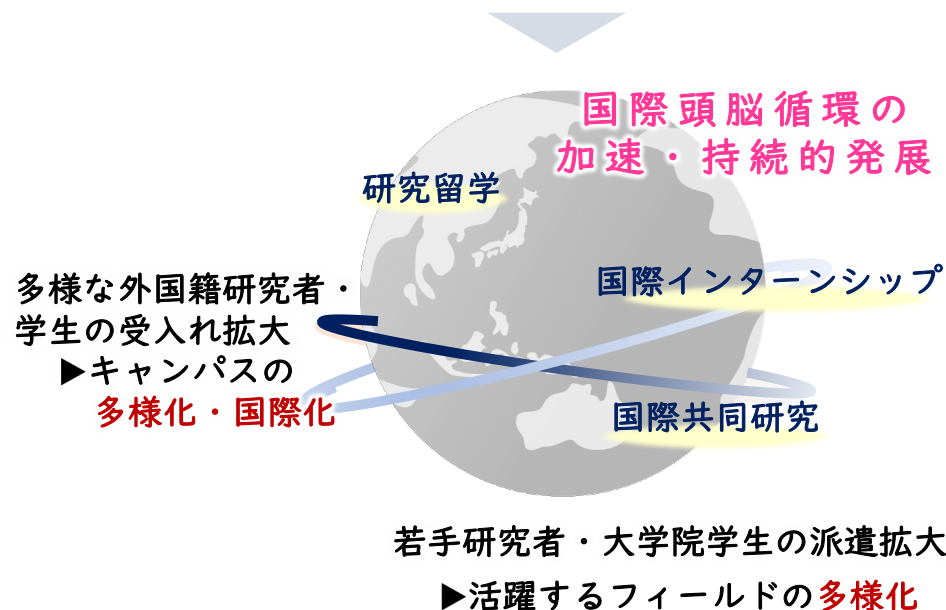 国際頭脳循環の
加速・持続的発展
研究留学
国際インターンシップ
多様な外国籍研究者・
学生の受入れ拡大
▶キャンパスの
多様化・国際化
国際共同研究
若手研究者・大学院学生の派遣拡大
▶活躍するフィールドの多様化